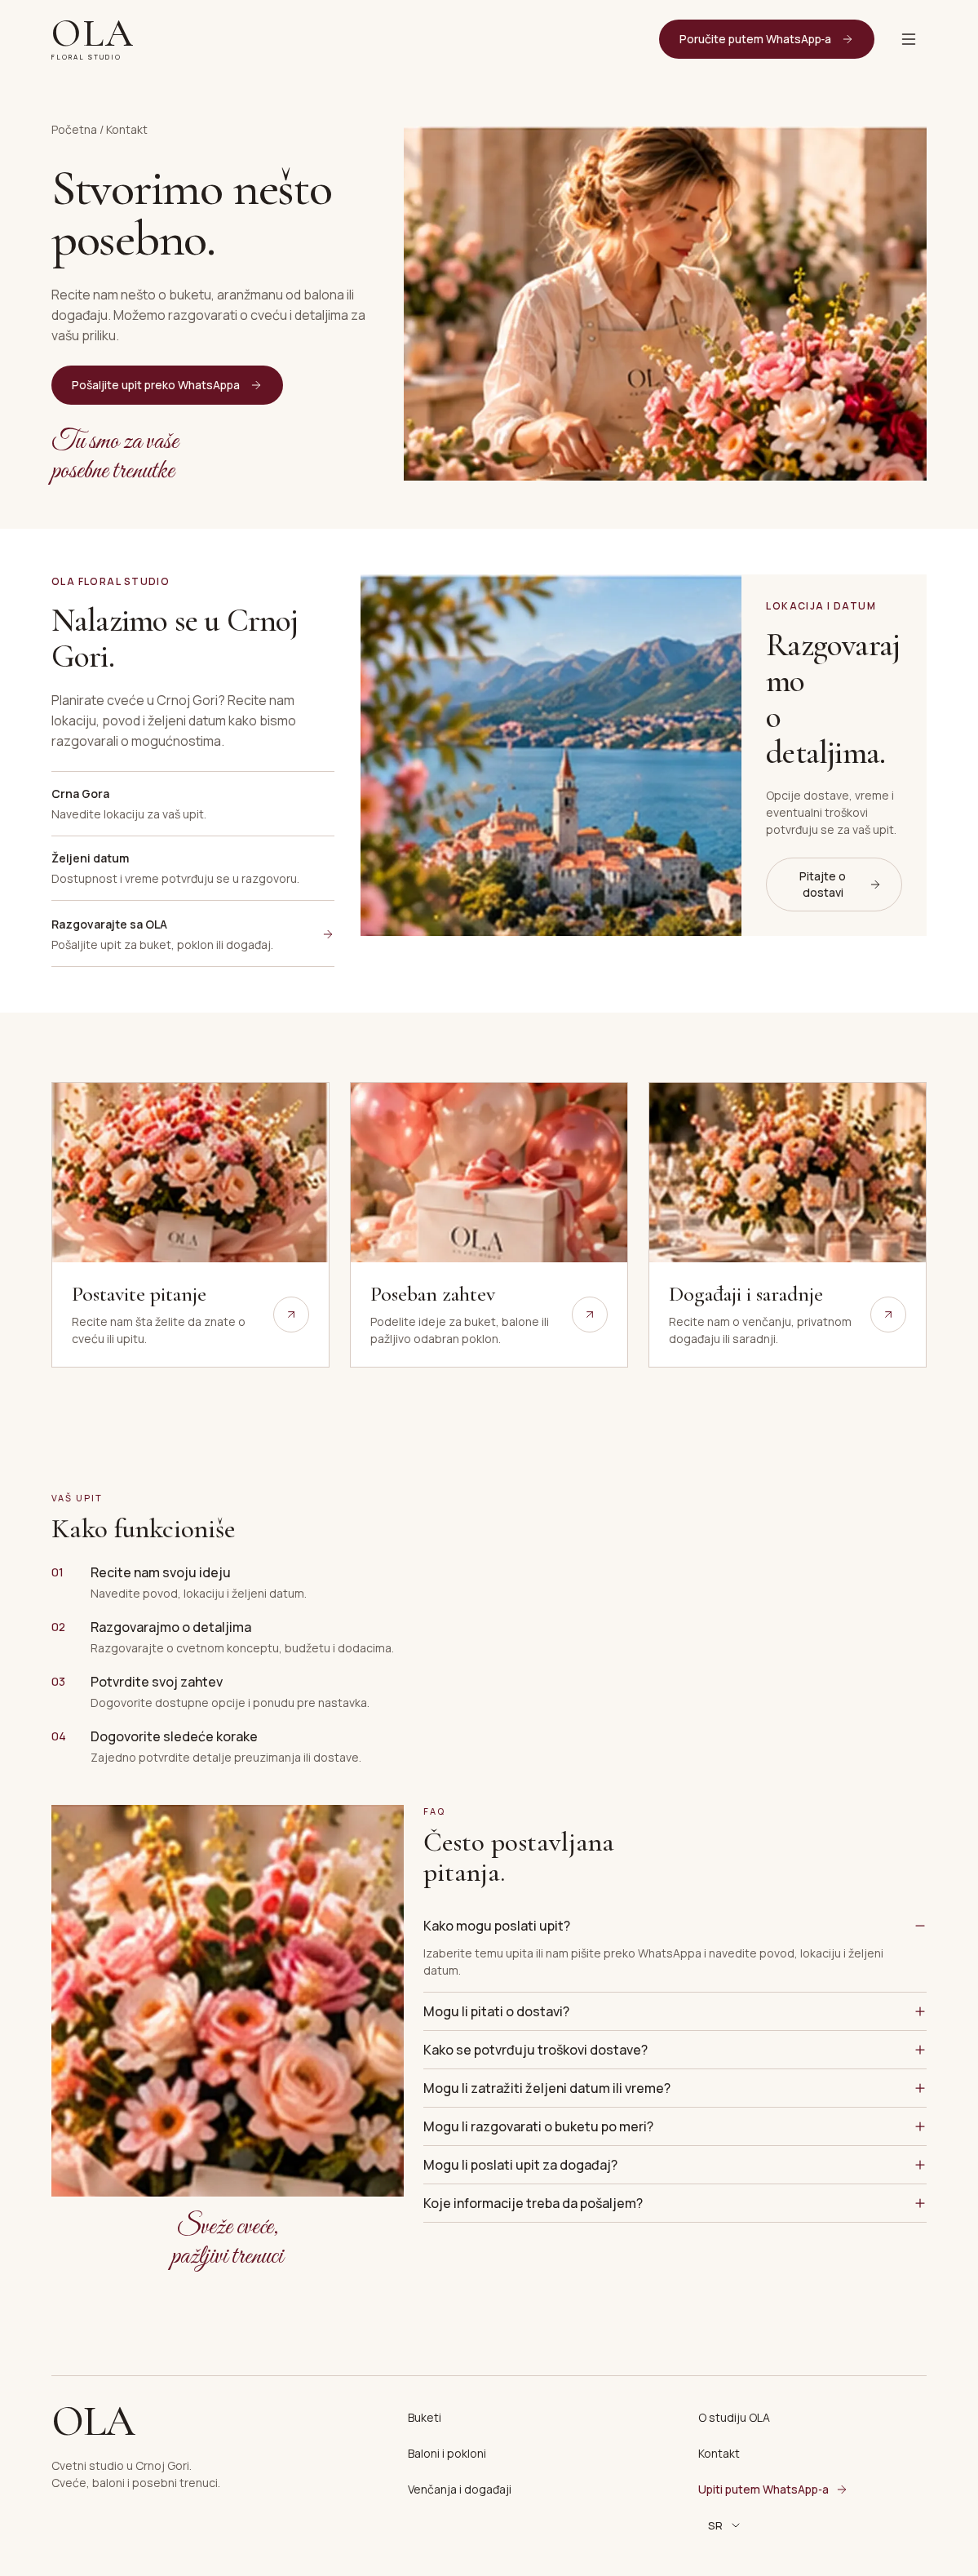 OLA
FLORAL STUDIO
Poručite putem WhatsApp-a
Početna / Kontakt
Stvorimo nešto
posebno.
Recite nam nešto o buketu, aranžmanu od balona ili
događaju. Možemo razgovarati o cveću i detaljima za
vašu priliku.
Pošaljite upit preko WhatsAppa
Tu smo za vaše
posebne trenutke
OLA
OLA FLORAL STUDIO
Nalazimo se u Crnoj
Gori.
Planirate cveće u Crnoj Gori? Recite nam
lokaciju, povod i željeni datum kako bismo
razgovarali o mogućnostima.
Crna Gora
Navedite lokaciju za vaš upit.
Željeni datum
Dostupnost i vreme potvrđuju se u razgovoru.
Razgovarajte sa OLA
Pošaljite upit za buket, poklon ili događaj.
LOKACIJA I DATUM
Razgovaraj
mo
o
detaljima.
Opcije dostave, vreme i
eventualni troškovi
potvrđuju se za vaš upit.
Pitajte o
dostavi
OLA
Postavite pitanje
Recite nam šta želite da znate o
cveću ili upitu.
OLA
Poseban zahtev
Podelite ideje za buket, balone ili
pažljivo odabran poklon.
Događaji i saradnje
Recite nam o venčanju, privatnom
događaju ili saradnji.
VAŠ UPIT
Kako funkcioniše
01
Recite nam svoju ideju
Navedite povod, lokaciju i željeni datum.
02
Razgovarajmo o detaljima
Razgovarajte o cvetnom konceptu, budžetu i dodacima.
03
Potvrdite svoj zahtev
Dogovorite dostupne opcije i ponudu pre nastavka.
04
Dogovorite sledeće korake
Zajedno potvrdite detalje preuzimanja ili dostave.
Sveže cveće,
pažljivi trenuci
FAQ
Često postavljana
pitanja.
Kako mogu poslati upit?
Izaberite temu upita ili nam pišite preko WhatsAppa i navedite povod, lokaciju i željeni
datum.
Mogu li pitati o dostavi?
Kako se potvrđuju troškovi dostave?
Mogu li zatražiti željeni datum ili vreme?
Mogu li razgovarati o buketu po meri?
Mogu li poslati upit za događaj?
Koje informacije treba da pošaljem?
OLA
Cvetni studio u Crnoj Gori.
Cveće, baloni i posebni trenuci.
Buketi
Baloni i pokloni
Venčanja i događaji
O studiju OLA
Kontakt
Upiti putem WhatsApp-a
SR